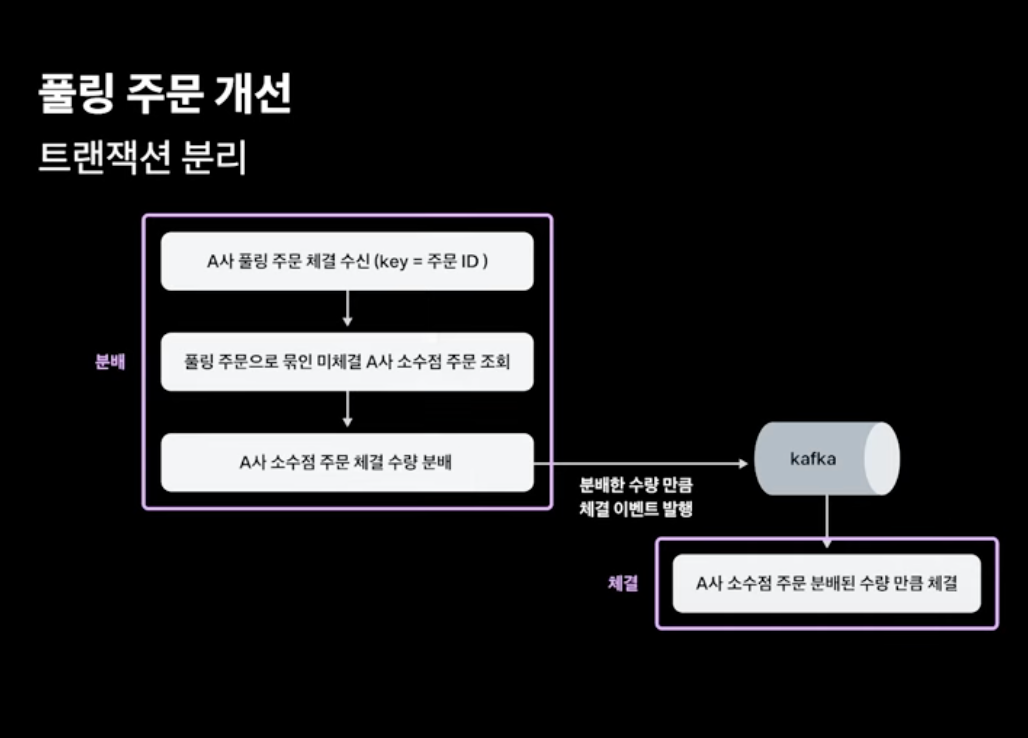 풀링 주문 개선
트랜잭션 분리
A사 풀링 주문 체결 수신 (key = 주문 ID )
분배
풀링 주문으로 묶인 미체결 A사 소수점 주문 조회
A사 소수점 주문 체결 수량 분배
kafka
분배한 수량 만큼
체결 이벤트 발행
체결
A사 소수점 주문 분배된 수량 만큼 체결